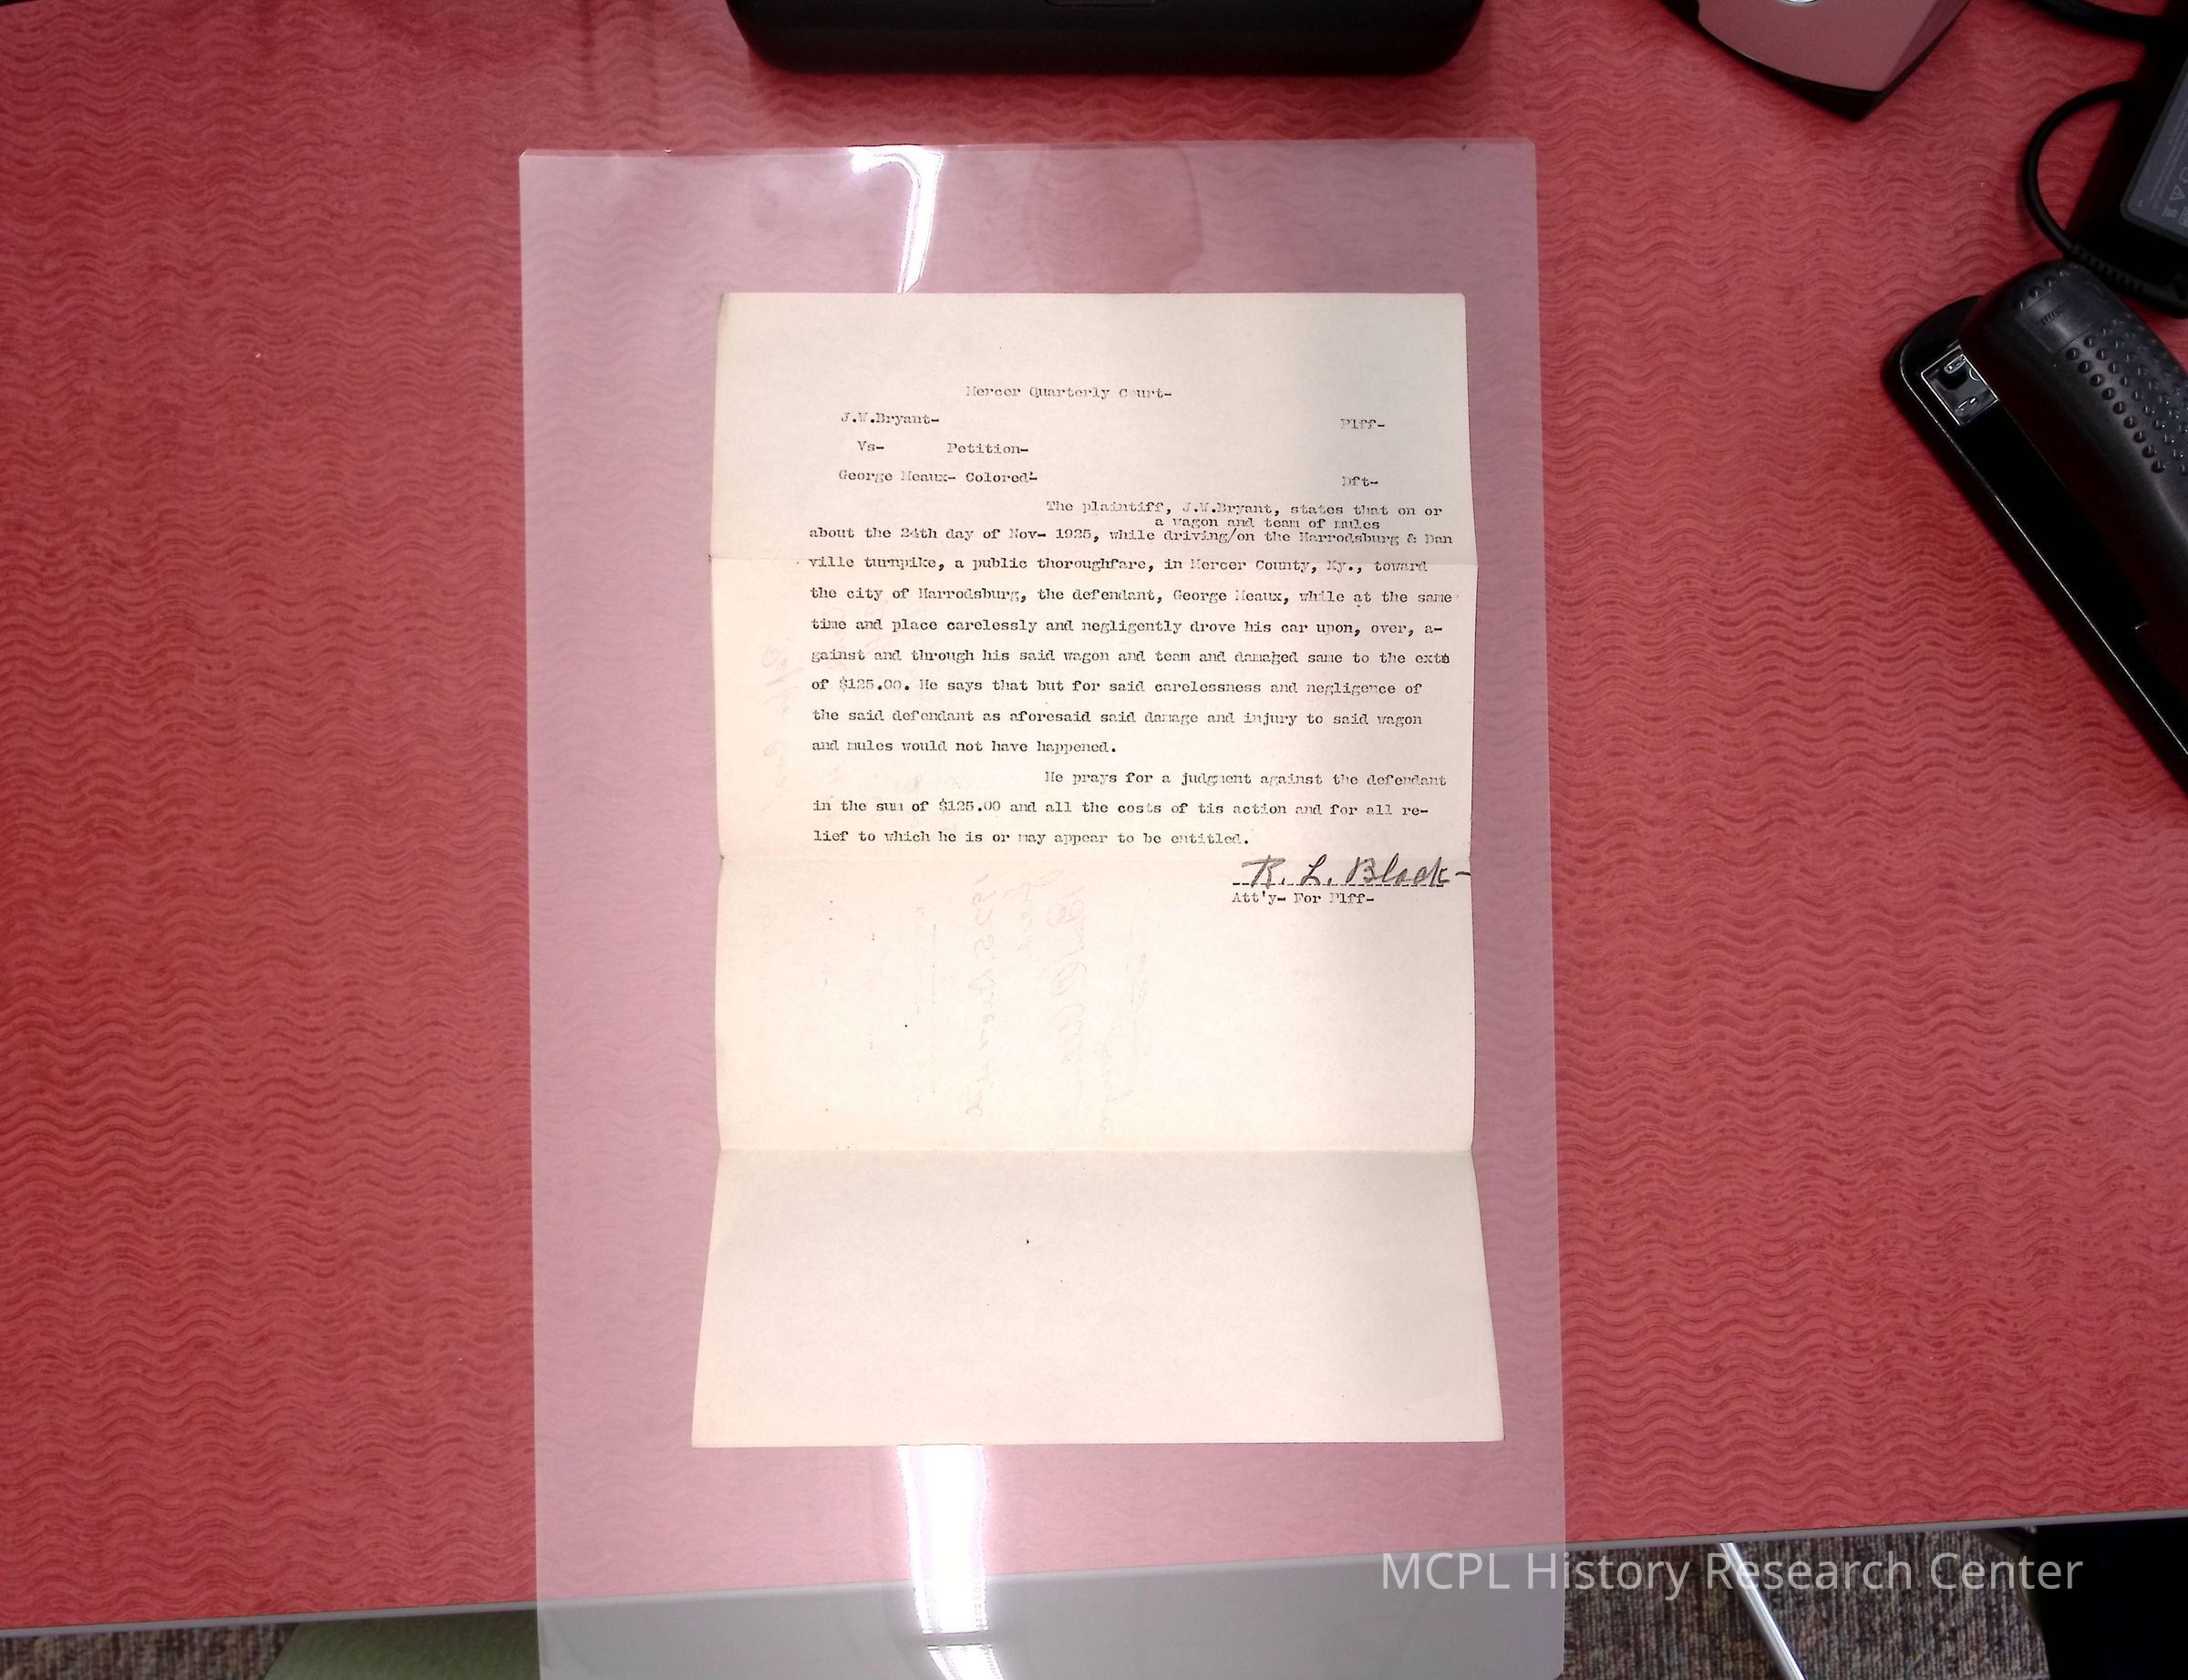 Mercer Quarterly Court-
J.W.Bryant- Plff-
Vs- Petition-
George Meaux- Colored- Dft-
The plaintiff, J.W.Bryant, states that on or
a wagon and team of mules
about the 24th day of Nov- 1925, while driving/on the Harrodsburg & Dan
ville turnpike, a public thoroughfare, in Mercer County, Ky., toward
the city of Harrodsburg, the defendant, George Meaux, while at the same
time and place carelessly and negligently drove his car upon, over, a-
gainst and through his said wagon and team and damaged same to the exte
of $125.00. He says that but for said carelessness and negligence of
the said defendant as aforesaid said damage and injury to said wagon
and mules would not have happened.
He prays for a judgment against the defendant
in the sum of $125.00 and all the costs of tis action and for all re-
lief to which he is or may appear to be entitled.
R. L. Black-
Att'y- For Plff-
MCPL History Research Center